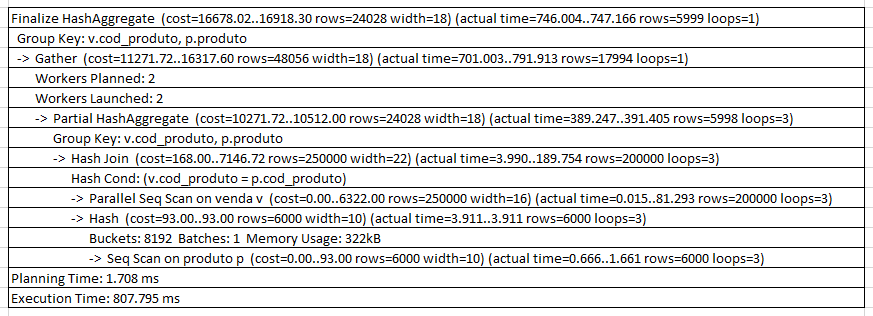 Finalize HashAggregate (cost=16678.02..16918.30 rows=24028 width=18) (actual time=746.004..747.166 rows=5999 loops=1)
Group Key: v.cod_produto, p.produto
-> Gather (cost=11271.72..16317.60 rows=48056 width=18) (actual time=701.003..791.913 rows=17994 loops=1)
Workers Planned: 2
Workers Launched: 2
-> Partial HashAggregate (cost=10271.72..10512.00 rows=24028 width=18) (actual time=389.247..391.405 rows=5998 loops=3)
Group Key: v.cod_produto, p.produto
-> Hash Join (cost=168.00..7146.72 rows=250000 width=22) (actual time=3.990..189.754 rows=200000 loops=3)
Hash Cond: (v.cod_produto = p.cod_produto)
-> Parallel Seq Scan on venda v (cost=0.00..6322.00 rows=250000 width=16) (actual time=0.015..81.293 rows=200000 loops=3)
-> Hash (cost=93.00..93.00 rows=6000 width=10) (actual time=3.911..3.911 rows=6000 loops=3)
Buckets: 8192 Batches: 1 Memory Usage: 322kB
-> Seq Scan on produto p (cost=0.00..93.00 rows=6000 width=10) (actual time=0.666..1.661 rows=6000 loops=3)
Planning Time: 1.708 ms
Execution Time: 807.795 ms